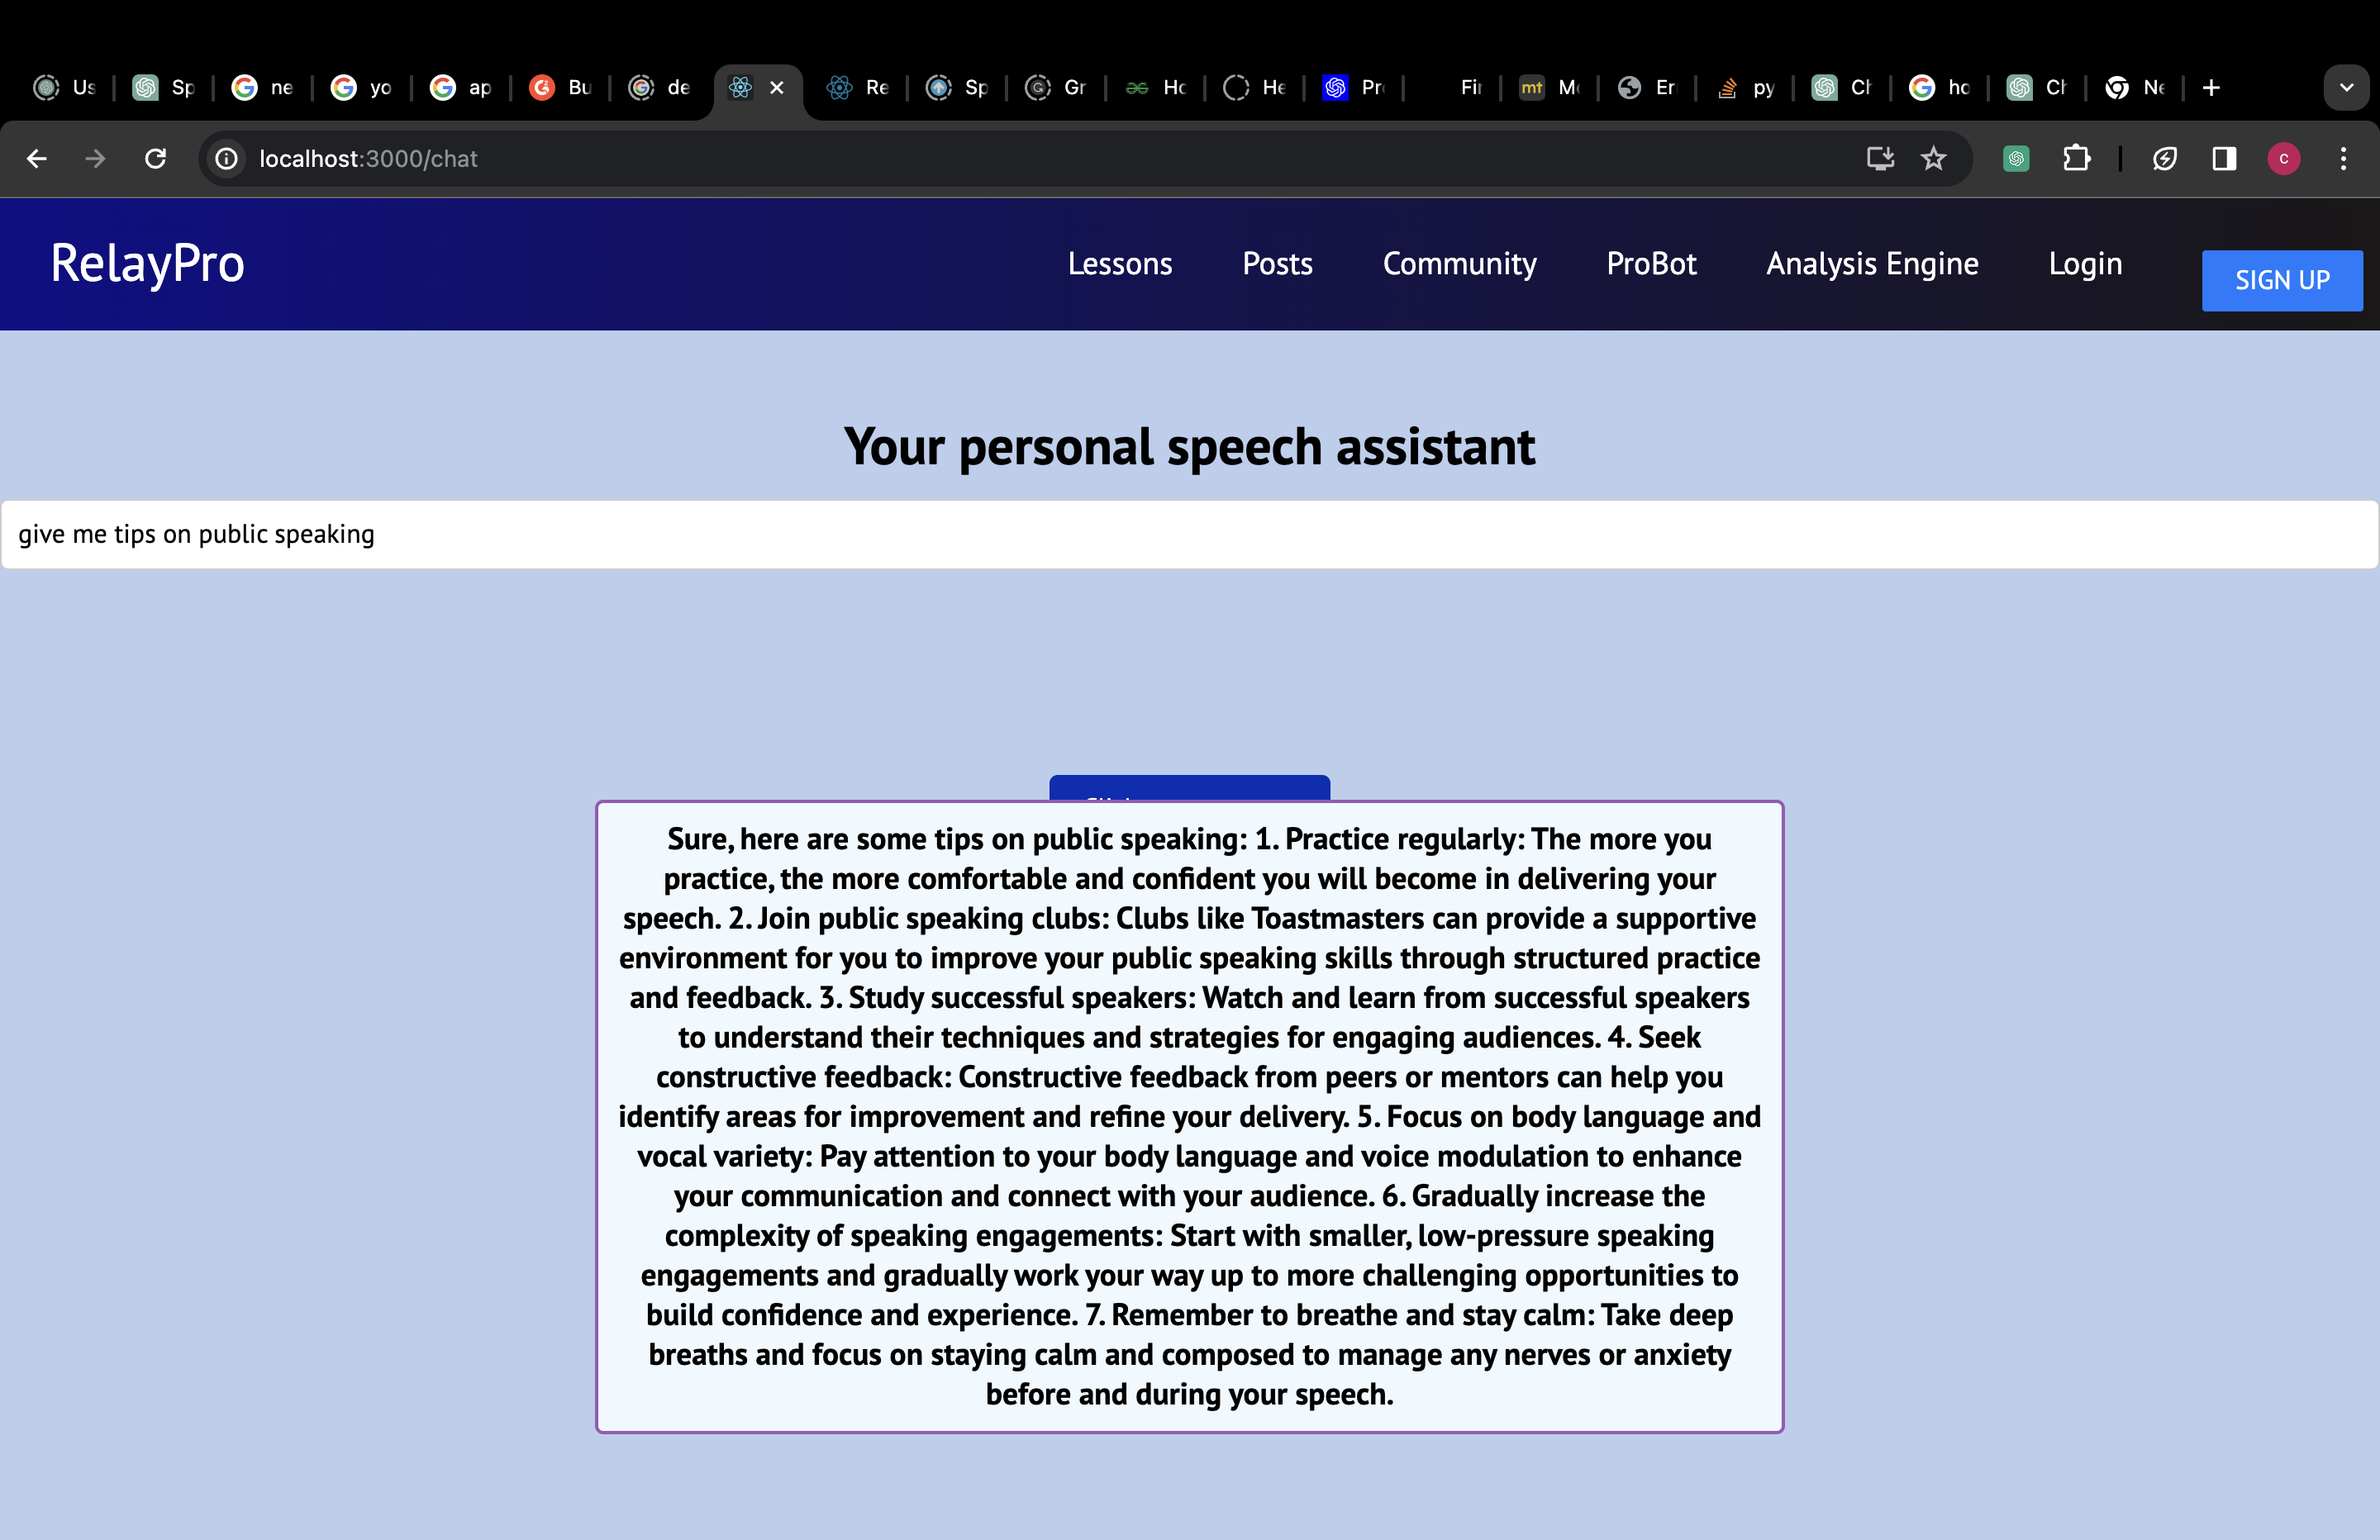 Us
Sp
ne
yo
ap
Bu
de
Re
Sp
Gr
Ho
He
Pr
Fi
mt
M
Er
py
Ch
ho
Ch
Ne
localhost:3000/chat
C
RelayPro
Lessons
Posts
Community
ProBot
Analysis Engine
Login
SIGN UP
Your personal speech assistant
give me tips on public speaking
Sure, here are some tips on public speaking: 1. Practice regularly: The more you
practice, the more comfortable and confident you will become in delivering your
speech. 2. Join public speaking clubs: Clubs like Toastmasters can provide a supportive
environment for you to improve your public speaking skills through structured practice
and feedback. 3. Study successful speakers: Watch and learn from successful speakers
to understand their techniques and strategies for engaging audiences. 4. Seek
constructive feedback: Constructive feedback from peers or mentors can help you
identify areas for improvement and refine your delivery. 5. Focus on body language and
vocal variety: Pay attention to your body language and voice modulation to enhance
your communication and connect with your audience. 6. Gradually increase the
complexity of speaking engagements: Start with smaller, low-pressure speaking
engagements and gradually work your way up to more challenging opportunities to
build confidence and experience. 7. Remember to breathe and stay calm: Take deep
breaths and focus on staying calm and composed to manage any nerves or anxiety
before and during your speech.